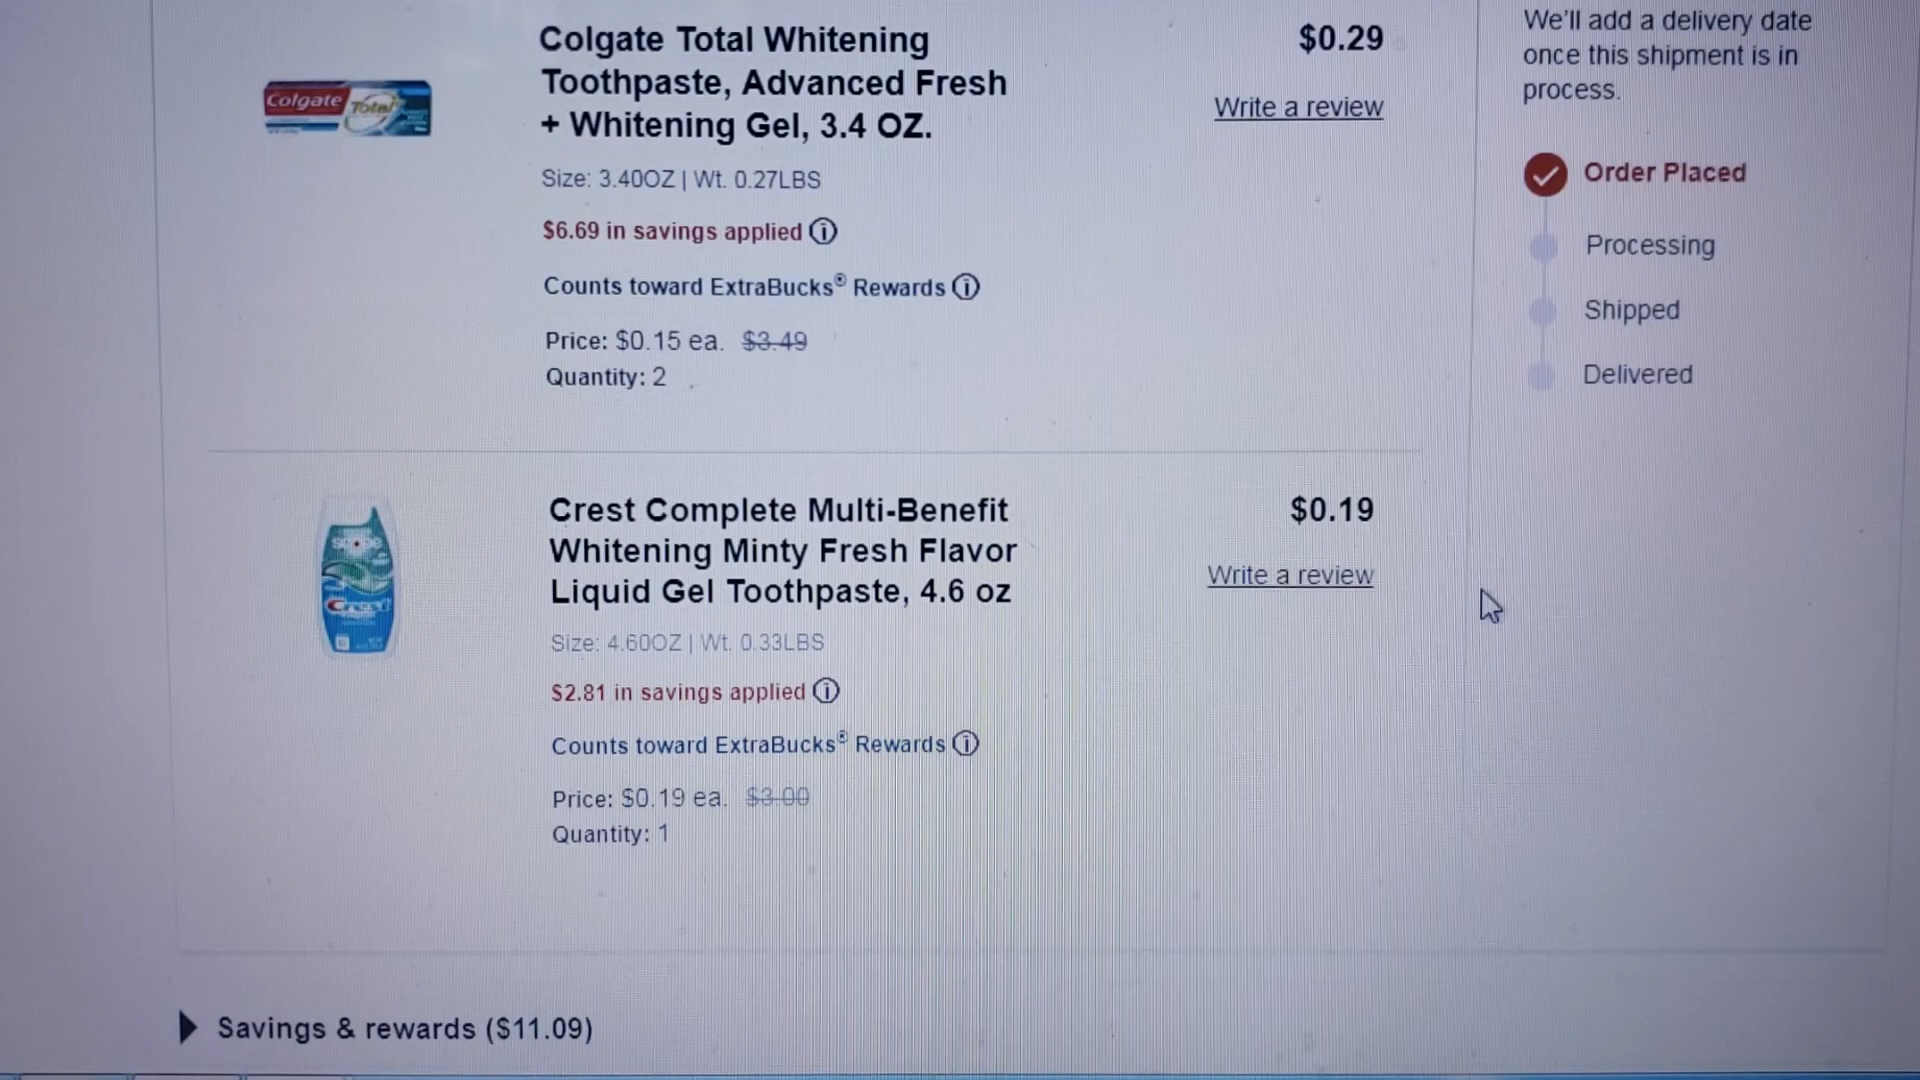 Colgate Total Whitening
Toothpaste, Advanced Fresh
+ Whitening Gel, 3.4 OZ.
$0.29
Write a review
Colgate
Total
Size: 3.40OZ | Wt. 0.27LBS
$6.69 in savings applied
Counts toward ExtraBucks® Rewards
Price: $0.15 ea. $3.49
Quantity: 2
Crest Complete Multi-Benefit
Whitening Minty Fresh Flavor
Liquid Gel Toothpaste, 4.6 oz
$0.19
Write a review
scope
Crest
Size: 4.60OZ | Wt. 0.33LBS
$2.81 in savings applied
Counts toward ExtraBucks® Rewards
Price: $0.19 ea. $3.00
Quantity: 1
Savings & rewards ($11.09)
We'll add a delivery date
once this shipment is in
process.
Order Placed
Processing
Shipped
Delivered